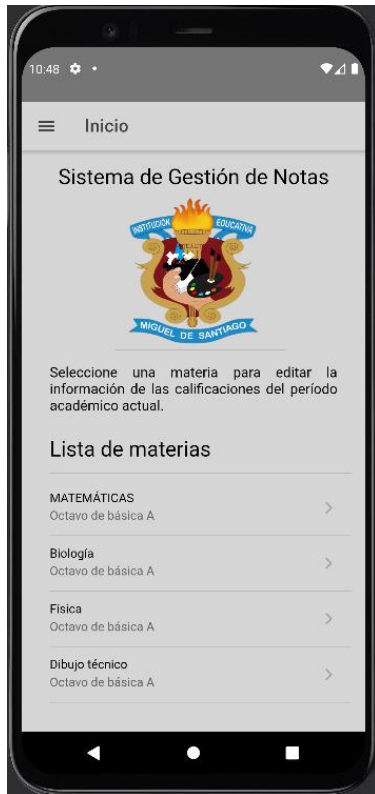 10:48
Inicio
Sistema de Gestión de Notas
INSTITUCIÓN EDUCATIVA
MIGUEL DE SANTIAGO
Seleccione una materia para editar la
información de las calificaciones del período
académico actual.
Lista de materias
MATEMÁTICAS
Octavo de básica A
Biología
Octavo de básica A
Fisica
Octavo de básica A
Dibujo técnico
Octavo de básica A